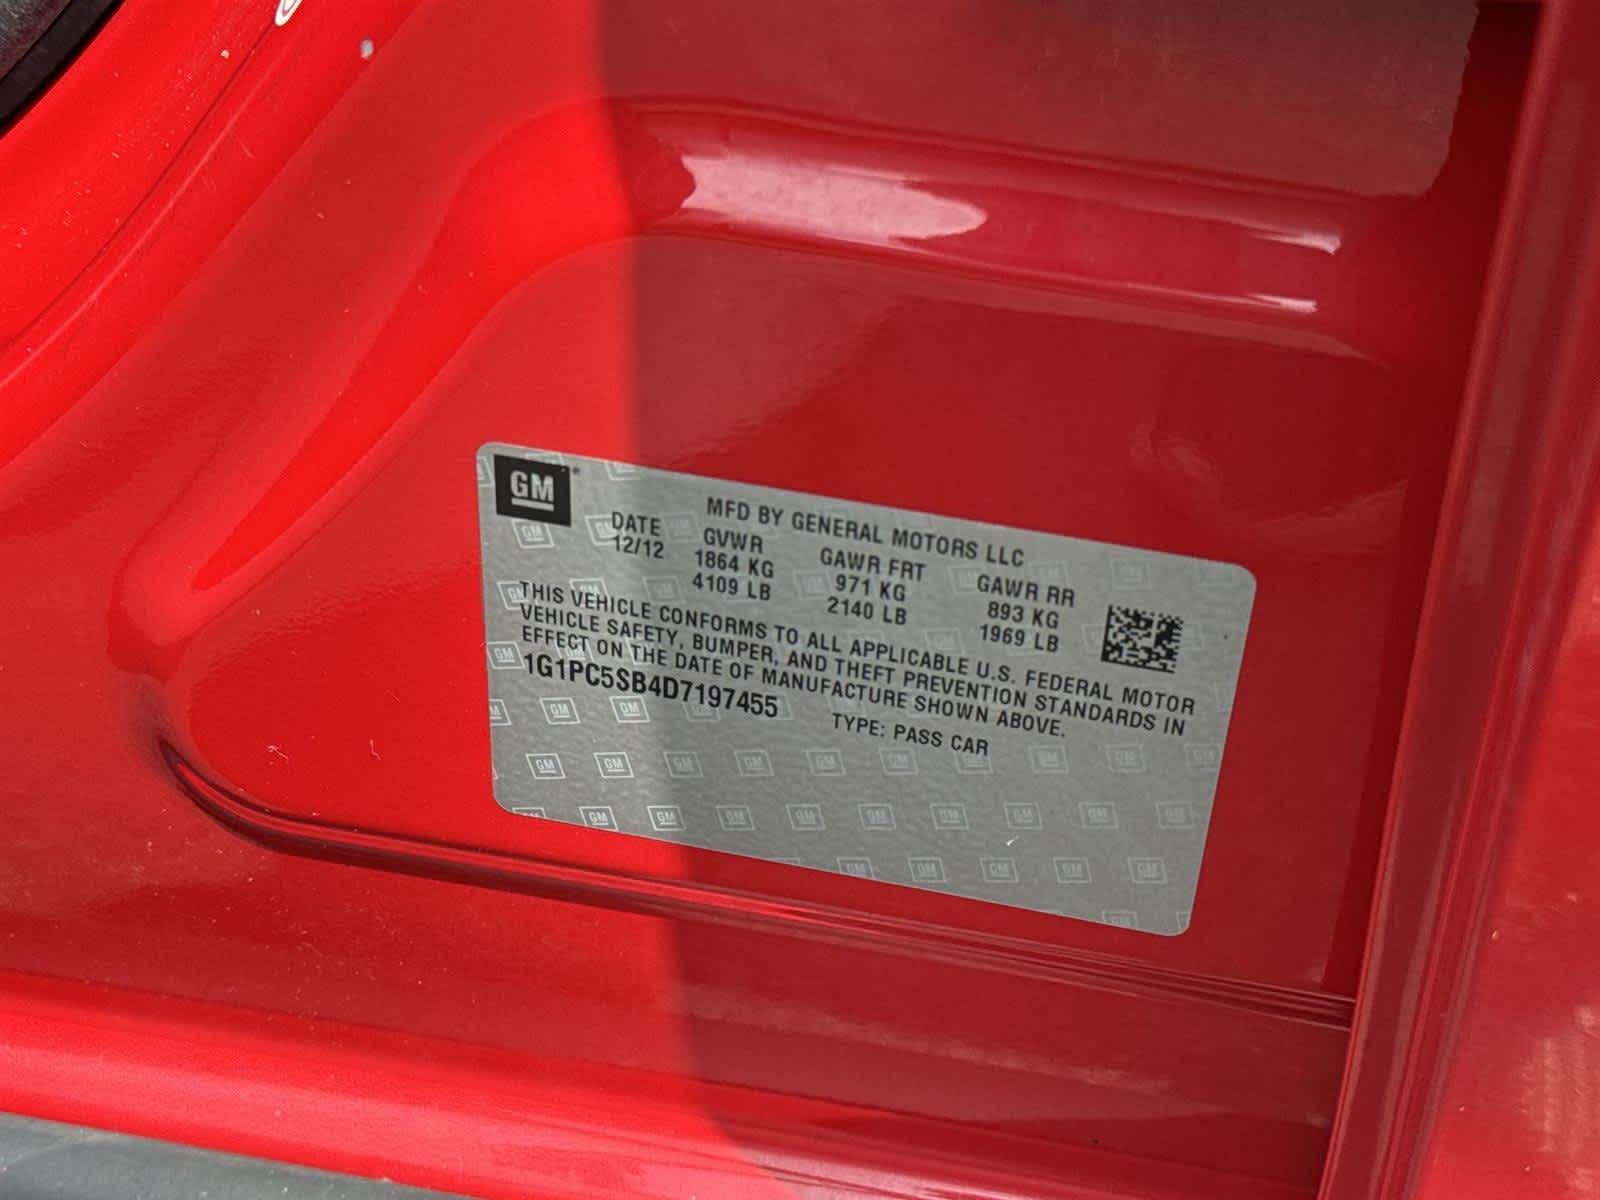 GM
MFD BY GENERAL MOTORS LLC
DATE GVWR GAWR FRT GAWR RR
12/12 1864 KG 971 KG 893 KG
4109 LB 2140 LB 1969 LB
THIS VEHICLE CONFORMS TO ALL APPLICABLE U.S. FEDERAL MOTOR
VEHICLE SAFETY, BUMPER, AND THEFT PREVENTION STANDARDS IN
EFFECT ON THE DATE OF MANUFACTURE SHOWN ABOVE.
1G1PC5SB4D7197455 TYPE: PASS CAR